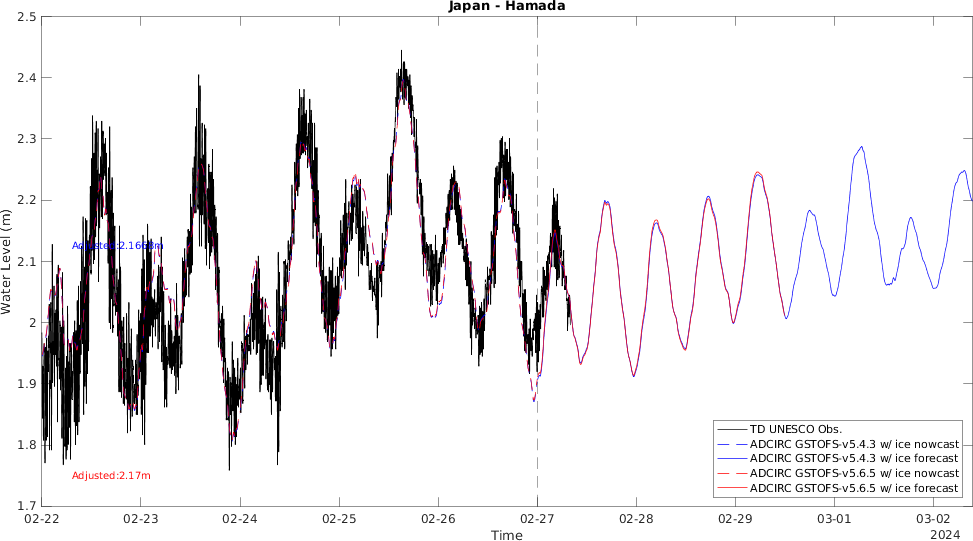 Japan - Hamada
Water Level (m)
2.5
2.4
2.3
2.2
2.1
2
1.9
1.8
1.7
Adjusted:2.17m
02-22
02-23
02-24
02-25
02-26
02-27
02-28
02-29
03-01
03-02
2024
Time
TD UNESCO Obs.
ADCIRC GSTOFS-v5.4.3 w/ ice nowcast
ADCIRC GSTOFS-v5.4.3 w/ ice forecast
ADCIRC GSTOFS-v5.6.5 w/ ice nowcast
ADCIRC GSTOFS-v5.6.5 w/ ice forecast